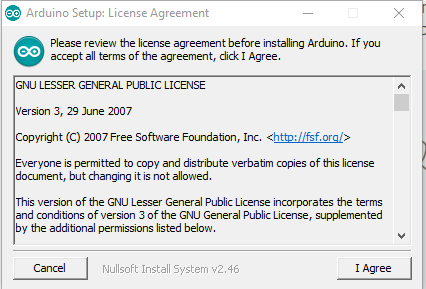 Arduino Setup: License Agreement
Please review the license agreement before installing Arduino. If you
accept all terms of the agreement, click I Agree.
GNU LESSER GENERAL PUBLIC LICENSE
Version 3, 29 June 2007
Copyright (C) 2007 Free Software Foundation, Inc. <http://fsf.org/>
Everyone is permitted to copy and distribute verbatim copies of this license
document, but changing it is not allowed.
This version of the GNU Lesser General Public License incorporates the terms
and conditions of version 3 of the GNU General Public License, supplemented
by the additional permissions listed below.
Cancel
Nullsoft Install System v2.46
I Agree